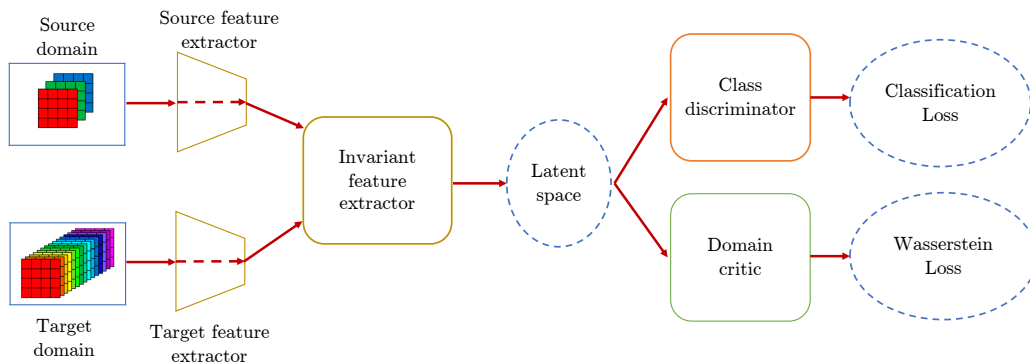 Source
domain
Source feature
extractor
Target
domain
Target feature
extractor
Invariant
feature
extractor
Latent
space
Class
discriminator
Classification
Loss
Domain
critic
Wasserstein
Loss